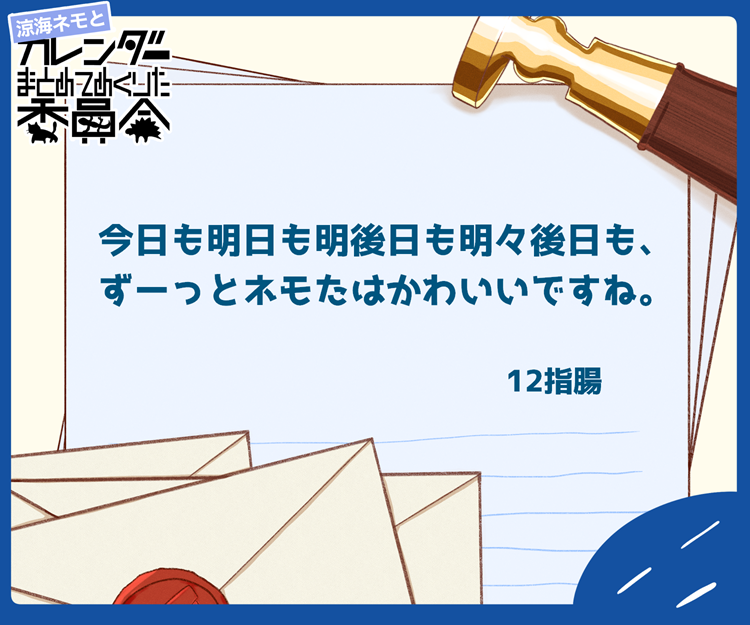 涼海ネモと
カレンダー
まとめてめくりた
委員会
今日も明日も明後日も明々後日も、
ずーっとネモたはかわいいですね。
12指腸